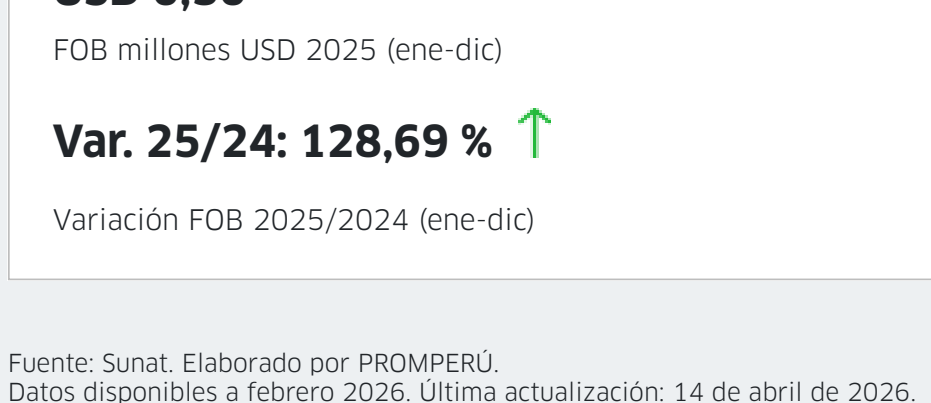 FOB millones USD 2025 (ene-dic)
Var. 25/24: 128,69 %
Variación FOB 2025/2024 (ene-dic)
Fuente: Sunat. Elaborado por PROMPERÚ.
Datos disponibles a febrero 2026. Última actualización: 14 de abril de 2026.